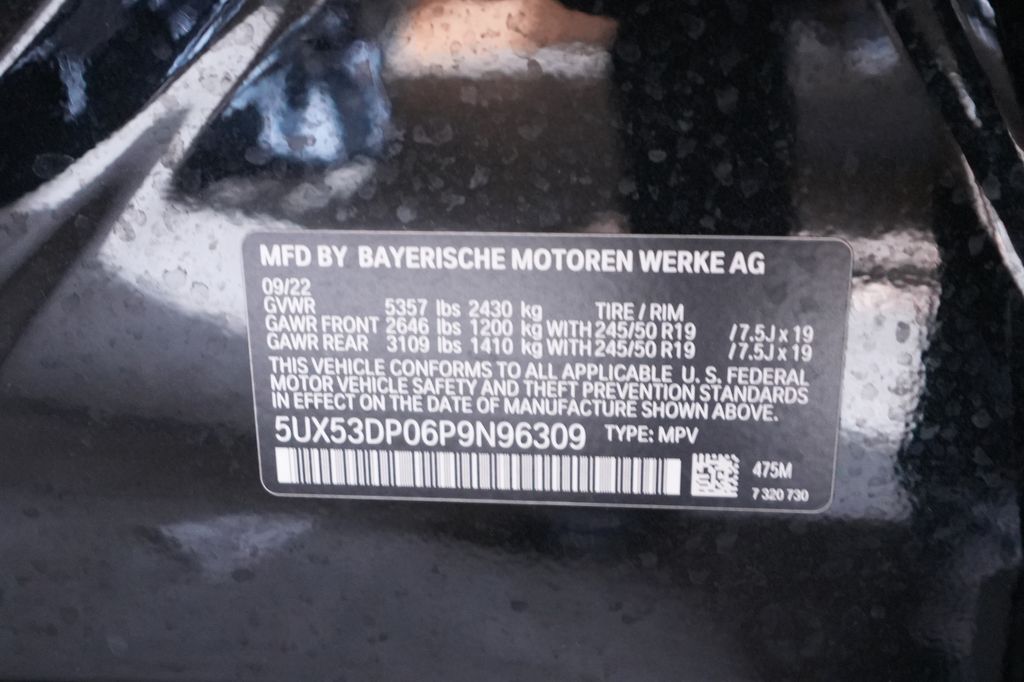 MFD BY BAYERISCHE MOTOREN WERKE AG
09/22
GVWR 5357 lbs 2430 kg TIRE / RIM
GAWR FRONT 2646 lbs 1200 kg WITH 245/50 R19 /7.5J x 19
GAWR REAR 3109 lbs 1410 kg WITH 245/50 R19 /7.5J x 19
THIS VEHICLE CONFORMS TO ALL APPLICABLE U. S. FEDERAL
MOTOR VEHICLE SAFETY AND THEFT PREVENTION STANDARDS
IN EFFECT ON THE DATE OF MANUFACTURE SHOWN ABOVE.
5UX53DP06P9N96309 TYPE: MPV
475M
7 320 730